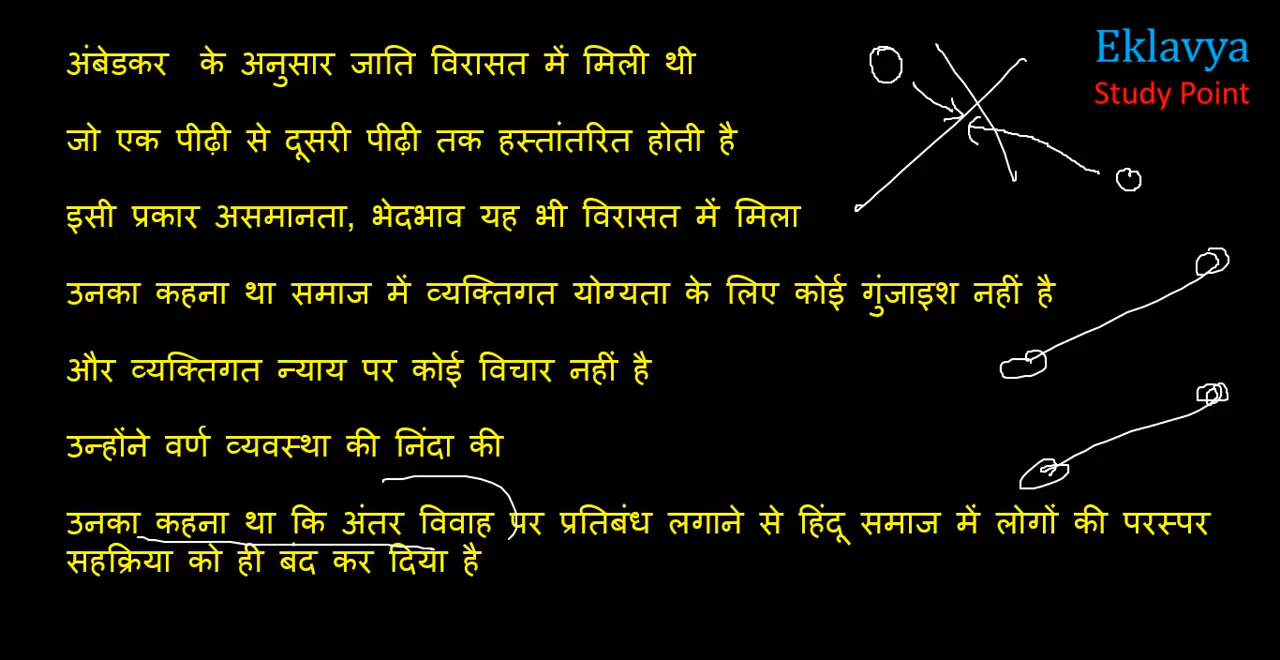 Eklavya
Study Point
अंबेडकर के अनुसार जाति विरासत में मिली थी
जो एक पीढ़ी से दूसरी पीढ़ी तक हस्तांतरित होती है
इसी प्रकार असमानता, भेदभाव यह भी विरासत में मिला
उनका कहना था समाज में व्यक्तिगत योग्यता के लिए कोई गुंजाइश नहीं है
और व्यक्तिगत न्याय पर कोई विचार नहीं है
उन्होंने वर्ण व्यवस्था की निंदा की
उनका कहना था कि अंतर विवाह पर प्रतिबंध लगाने से हिंदू समाज में लोगों की परस्पर
सहक्रिया को ही बंद कर दिया है